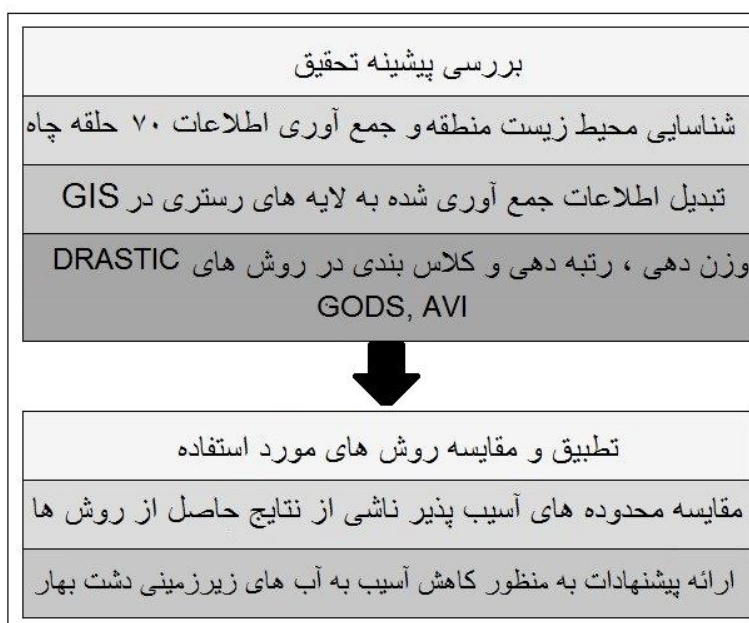 بررسی پیشینه تحقیق
شناسایی محیط زیست منطقه و جمع آوری اطلاعات ۷۰ حلقه چاه
تبدیل اطلاعات جمع آوری شده به لایه های رستری در GIS
وزن دهی ، رتبه دهی و کلاس بندی در روش های DRASTIC
GODS, AVI
تطبیق و مقایسه روش های مورد استفاده
مقایسه محدوده های آسیب پذیر ناشی از نتایج حاصل از روش ها
ارائه پیشنهادات به منظور کاهش آسیب به آب های زیرزمینی دشت بهار